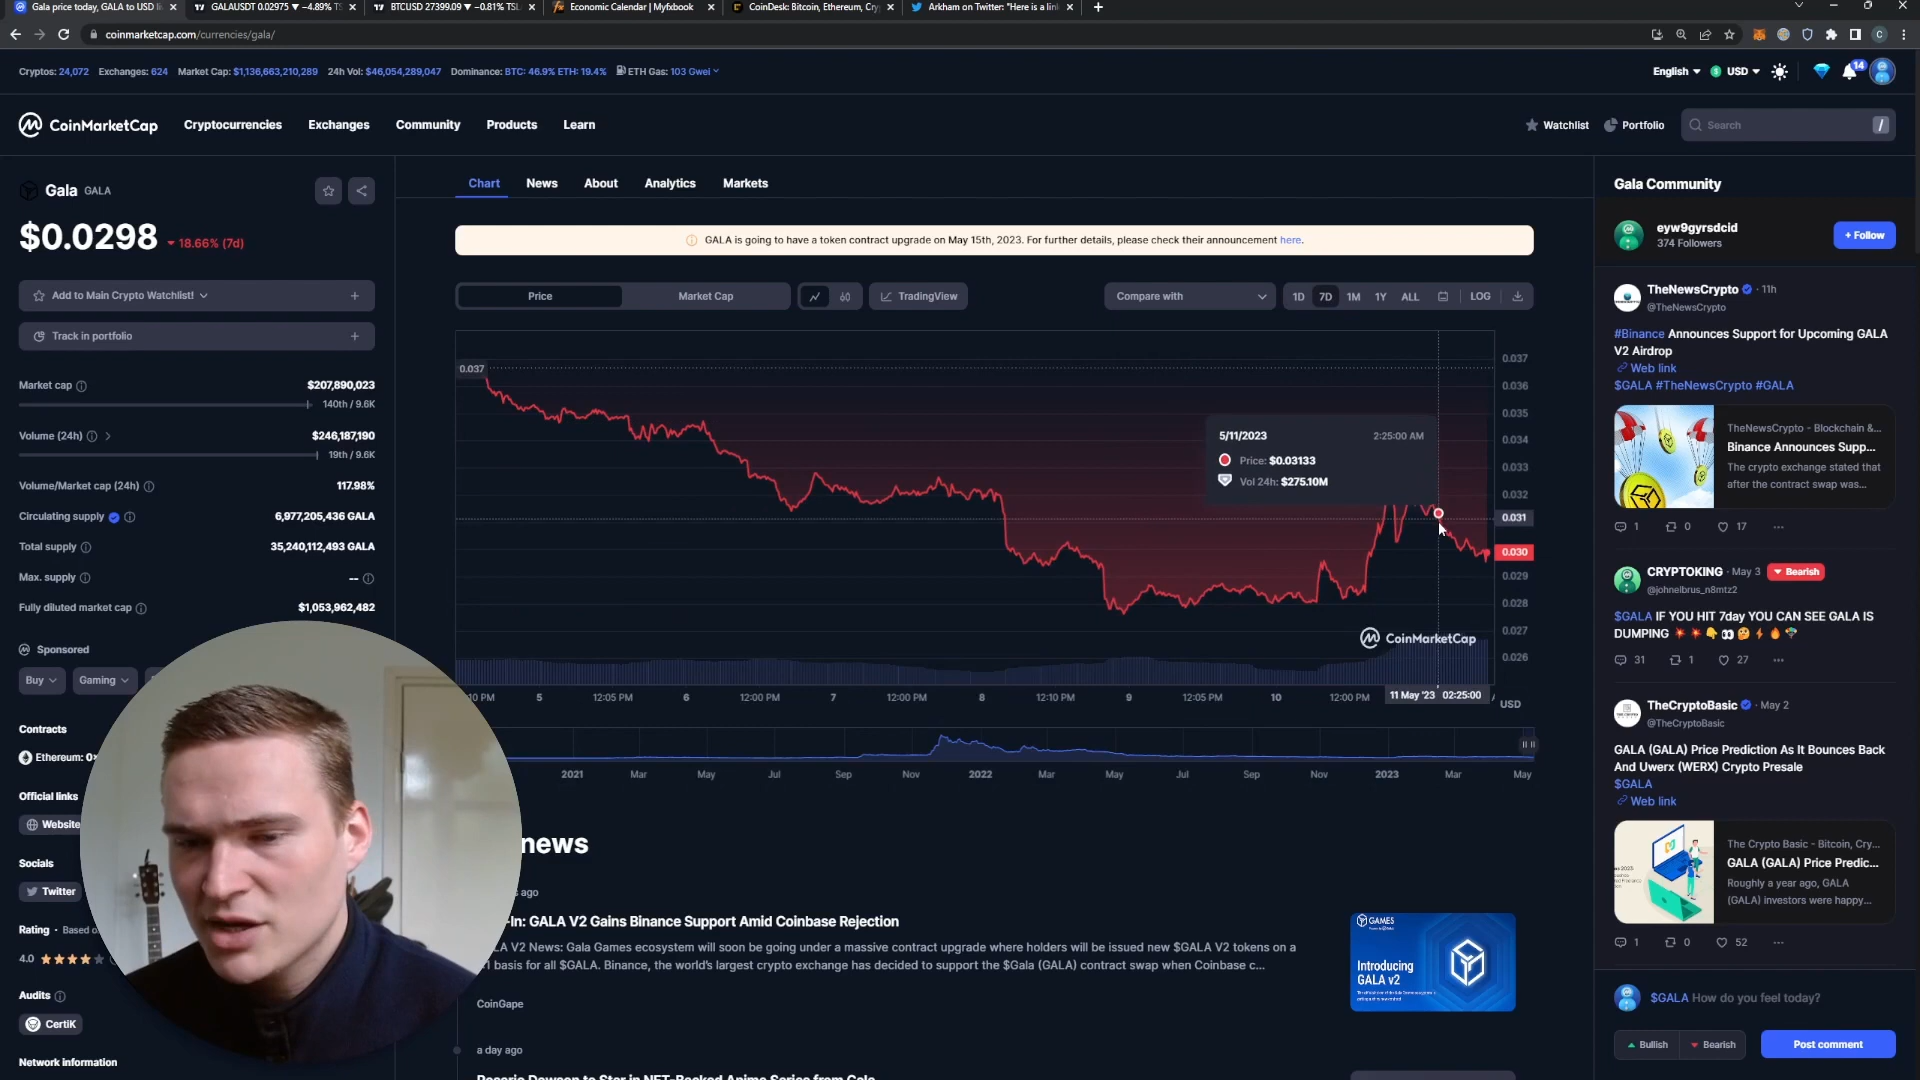 Gala price today, GALA to USD li
GALAUSDT 0.02975 ▼ −4.89% TS
BTCUSD 27399.09 ▼ −0.81% TSL
Economic Calendar | Myfxbook
CoinDesk: Bitcoin, Ethereum, Cry
Arkham on Twitter: "Here is a lin
coinmarketcap.com/currencies/gala/
Cryptos: 24,072 Exchanges: 624 Market Cap: $1,136,663,210,289 24h Vol: $46,054,289,047 Dominance: BTC: 46.9% ETH: 19.4% ETH Gas: 103 Gwei
English USD 14
CoinMarketCap Cryptocurrencies Exchanges Community Products Learn
Watchlist Portfolio Search /
Gala GALA
$0.0298 18.66% (7d)
Add to Main Crypto Watchlist! +
Track in portfolio +
Market cap $207,890,023
140th / 9.6K
Volume (24h) $246,187,190
19th / 9.6K
Volume/Market cap (24h) 117.98%
Circulating supply 6,977,205,436 GALA
Total supply 35,240,112,493 GALA
Max. supply --
Fully diluted market cap $1,053,962,482
Sponsored
Buy Gaming
Contracts
Ethereum: 0x
Official links
Website
Socials
Twitter
Rating · Based o
4.0
Audits
CertiK
Network information
Chart News About Analytics Markets
GALA is going to have a token contract upgrade on May 15th, 2023. For further details, please check their announcement here.
Price Market Cap TradingView
Compare with 1D 7D 1M 1Y ALL LOG
0.037
0.037
0.036
0.035
0.034
0.033
0.032
0.031
0.030
0.029
0.028
0.027
0.026
5/11/2023 2:25:00 AM
Price: $0.03133
Vol 24h: $275.10M
CoinMarketCap
:10 PM 5 12:05 PM 6 12:00 PM 7 12:00 PM 8 12:10 PM 9 12:05 PM 10 12:00 PM 11 May '23 02:25:00
USD
2021 Mar May Jul Sep Nov 2022 Mar May Jul Sep Nov 2023 Mar May
news
ago
-In: GALA V2 Gains Binance Support Amid Coinbase Rejection
LA V2 News: Gala Games ecosystem will soon be going under a massive contract upgrade where holders will be issued new $GALA V2 tokens on a
1 basis for all $GALA. Binance, the world's largest crypto exchange has decided to support the $Gala (GALA) contract swap when Coinbase c...
CoinGape
GAMES
Introducing
GALA v2
a day ago
Rosario Dawson to Star in NFT-Backed Anime Series from Gala
Gala Community
eyw9gyrsdcid
374 Followers
+ Follow
TheNewsCrypto · 11h
@TheNewsCrypto
#Binance Announces Support for Upcoming GALA
V2 Airdrop
Web link
$GALA #TheNewsCrypto #GALA
TheNewsCrypto - Blockchain &...
Binance Announces Supp...
The crypto exchange stated that
after the contract swap was...
1 0 17 ...
CRYPTOKING · May 3 Bearish
@johnelbrus_n8mtz2
$GALA IF YOU HIT 7day YOU CAN SEE GALA IS
DUMPING 💥💥👇👀🤔⚡🔥🌪️
31 1 27 ...
TheCryptoBasic · May 2
@TheCryptoBasic
GALA (GALA) Price Prediction As It Bounces Back
And Uwerx (WERX) Crypto Presale
$GALA
Web link
The Crypto Basic - Bitcoin, Cry...
GALA (GALA) Price Predic...
Roughly a year ago, GALA
(GALA) investors were happy...
1 0 52 ...
$GALA How do you feel today?
Bullish Bearish Post comment